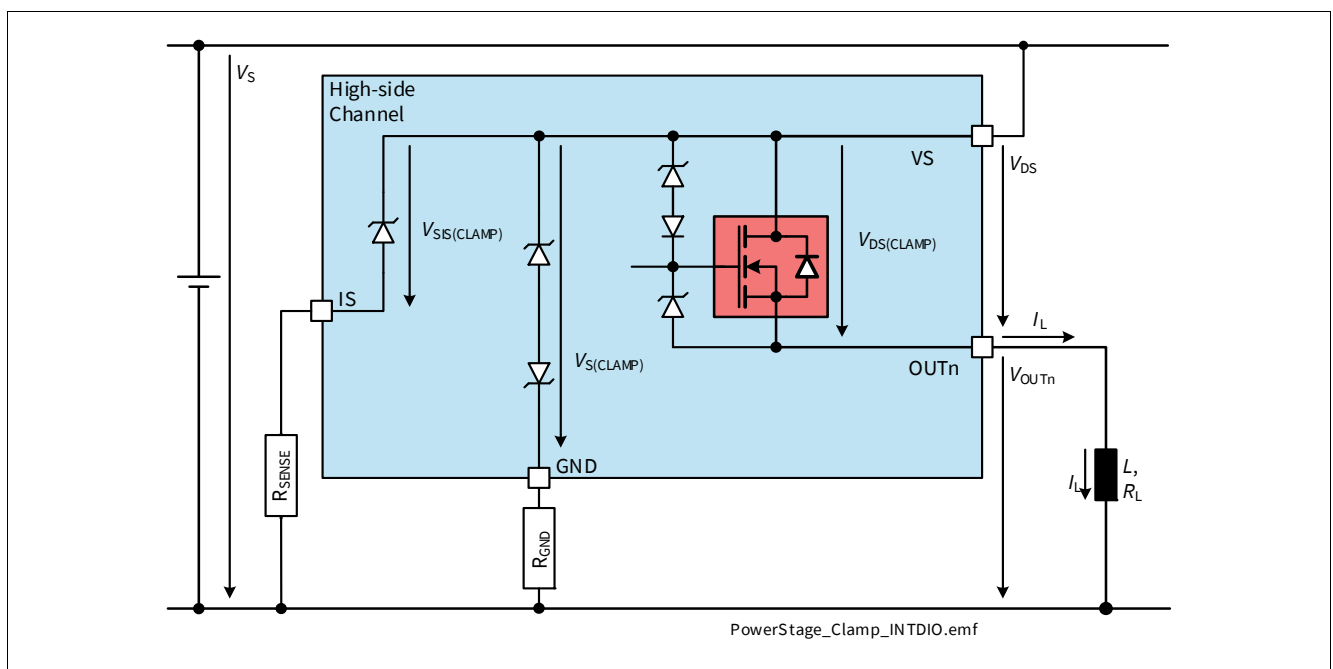 VS
High-side
Channel
VS
VDS
VSIS(CLAMP)
VDS(CLAMP)
IS
VS(CLAMP)
IL
OUTn
VOUTn
GND
RSENSE
RGND
IL
L,
RL
PowerStage_Clamp_INTDIO.emf